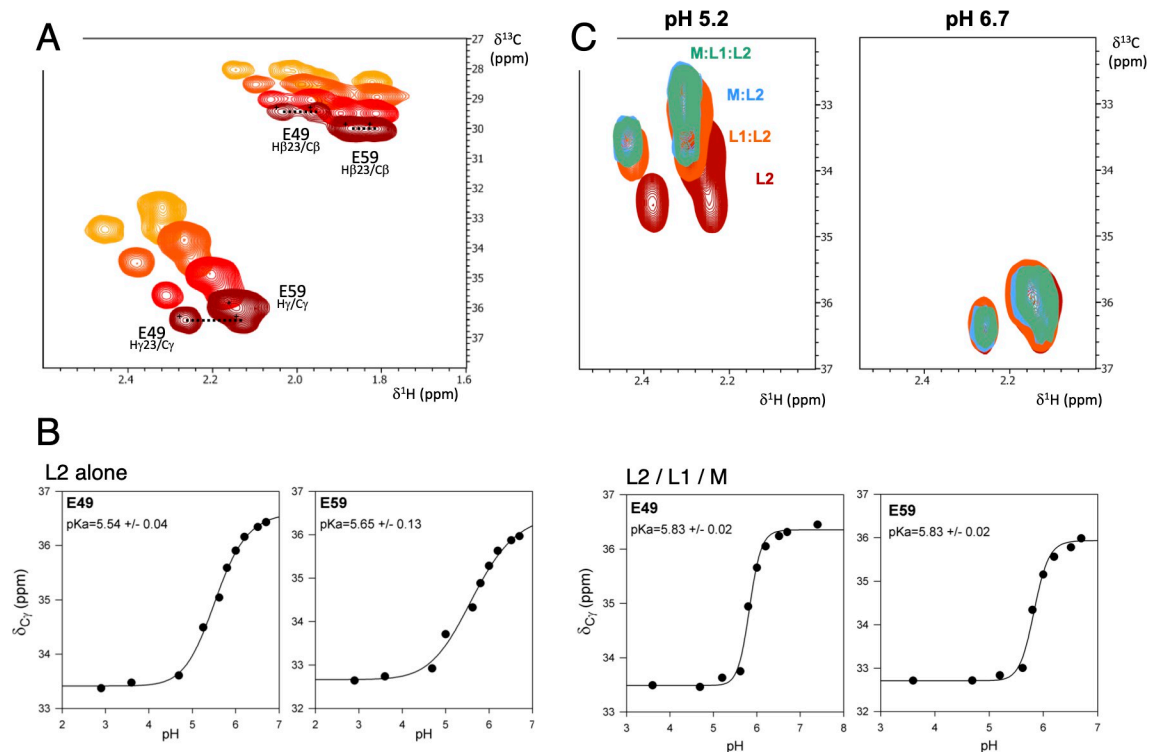 A
27
28
29
30
31
32
33
34
35
36
37
δ13C
(ppm)
E49
Hβ23/Cβ
E59
Hβ23/Cβ
E59
Hγ/Cγ
E49
Hγ23/Cγ
2.4
2.2
2.0
1.8
1.6
δ1H (ppm)
C
pH 5.2
pH 6.7
M:L1:L2
M:L2
L1:L2
L2
33
34
35
36
37
2.4
2.2
δ1H (ppm)
δ13C
(ppm)
33
34
35
36
37
2.4
2.2
δ1H (ppm)
B
L2 alone
E49
pKa=5.54 +/- 0.04
37
36
35
34
33
δCγ (ppm)
2 3 4 5 6 7
pH
E59
pKa=5.65 +/- 0.13
37
36
35
34
33
32
2 3 4 5 6 7
pH
L2 / L1 / M
E49
pKa=5.83 +/- 0.02
37
36
35
34
33
δCγ (ppm)
3 4 5 6 7 8
pH
E59
pKa=5.83 +/- 0.02
37
36
35
34
33
32
3 4 5 6 7
pH